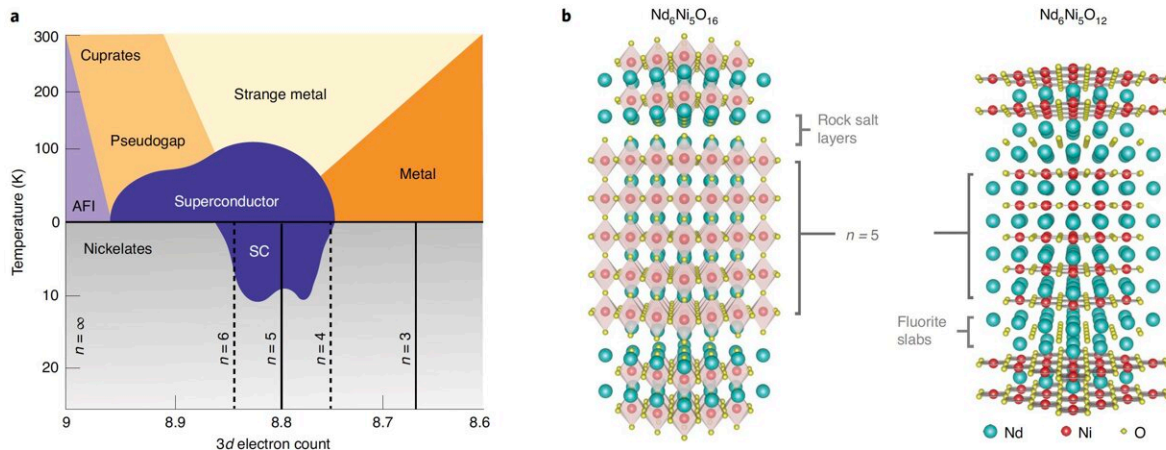 a
300
200
100
0
10
20
Temperature (K)
Cuprates
Strange metal
Pseudogap
Metal
AFI
Superconductor
Nickelates
SC
n = ∞
n = 6
n = 5
n = 4
n = 3
9
8.9
8.8
8.7
8.6
3d electron count
b
Nd₆Ni₅O₁₆
Nd₆Ni₅O₁₂
Rock salt
layers
n = 5
Fluorite
slabs
Nd
Ni
O